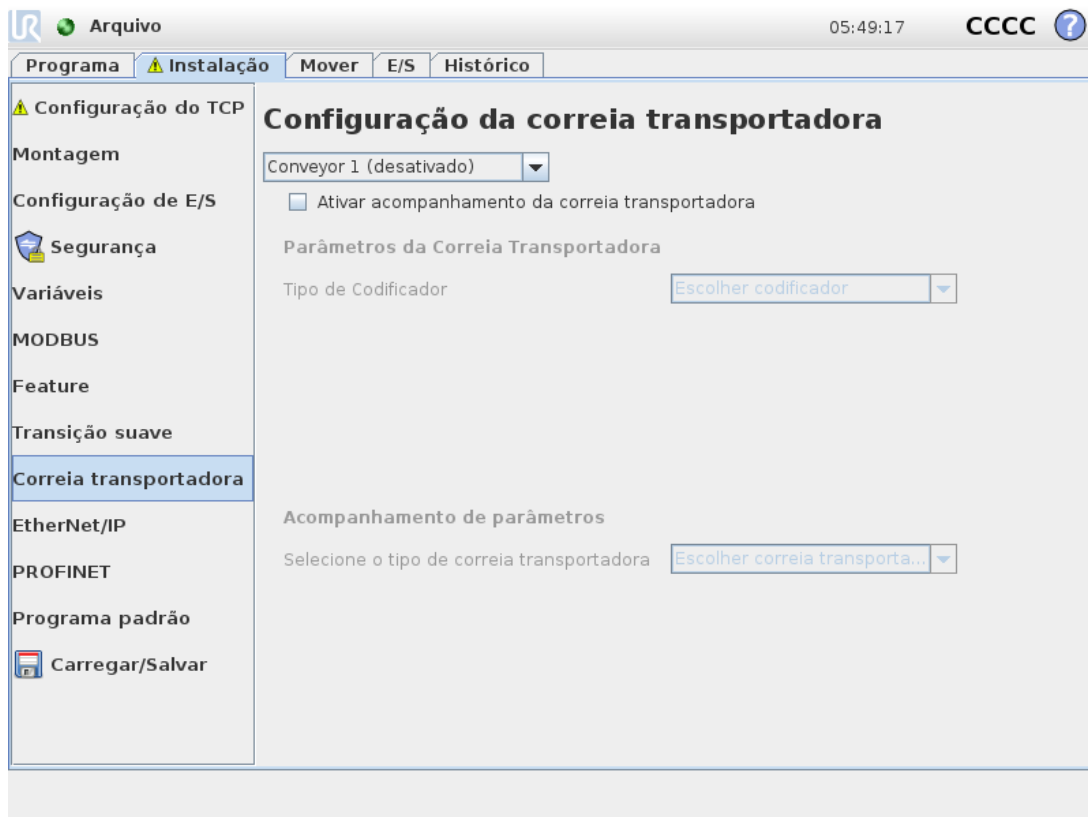 UR Arquivo 05:49:17 CCCC ?
Programa Instalação Mover E/S Histórico
Configuração do TCP
Montagem
Configuração de E/S
Segurança
Variáveis
MODBUS
Feature
Transição suave
Correia transportadora
EtherNet/IP
PROFINET
Programa padrão
Carregar/Salvar
Configuração da correia transportadora
Conveyor 1 (desativado)
Ativar acompanhamento da correia transportadora
Parâmetros da Correia Transportadora
Tipo de Codificador Escolher codificador
Acompanhamento de parâmetros
Selecione o tipo de correia transportadora Escolher correia transporta...